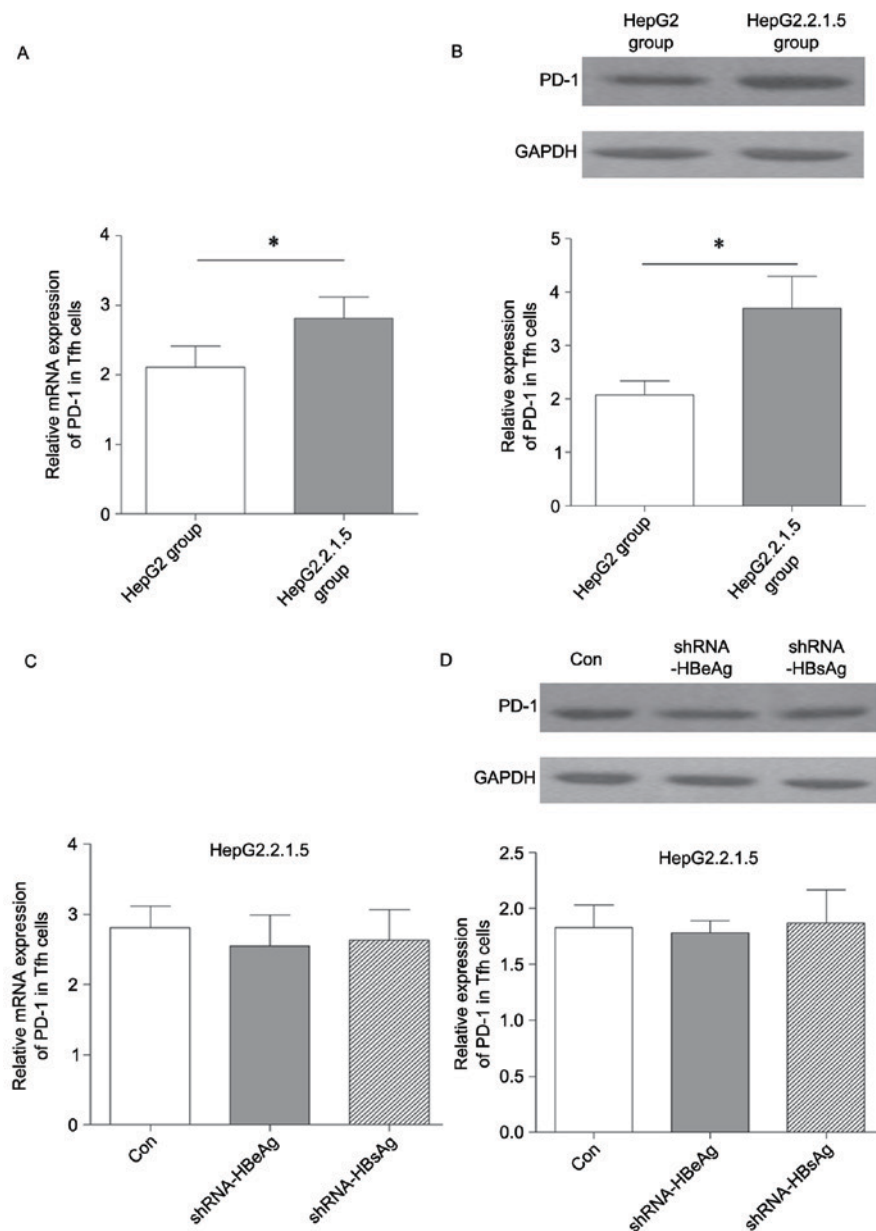 A
4
3
2
1
0
Relative mRNA expression
of PD-1 in Tfh cells
*
HepG2 group
HepG2.2.1.5
group
B
HepG2
group
HepG2.2.1.5
group
PD-1
GAPDH
5
4
3
2
1
0
Relative expression
of PD-1 in Tfh cells
*
HepG2 group
HepG2.2.1.5
group
C
HepG2.2.1.5
4
3
2
1
0
Relative mRNA expression
of PD-1 in Tfh cells
Con
shRNA-HBeAg
shRNA-HBsAg
D
Con
shRNA
-HBeAg
shRNA
-HBsAg
PD-1
GAPDH
HepG2.2.1.5
2.5
2.0
1.5
1.0
0.5
0.0
Relative expression
of PD-1 in Tfh cells
Con
shRNA-HBeAg
shRNA-HBsAg